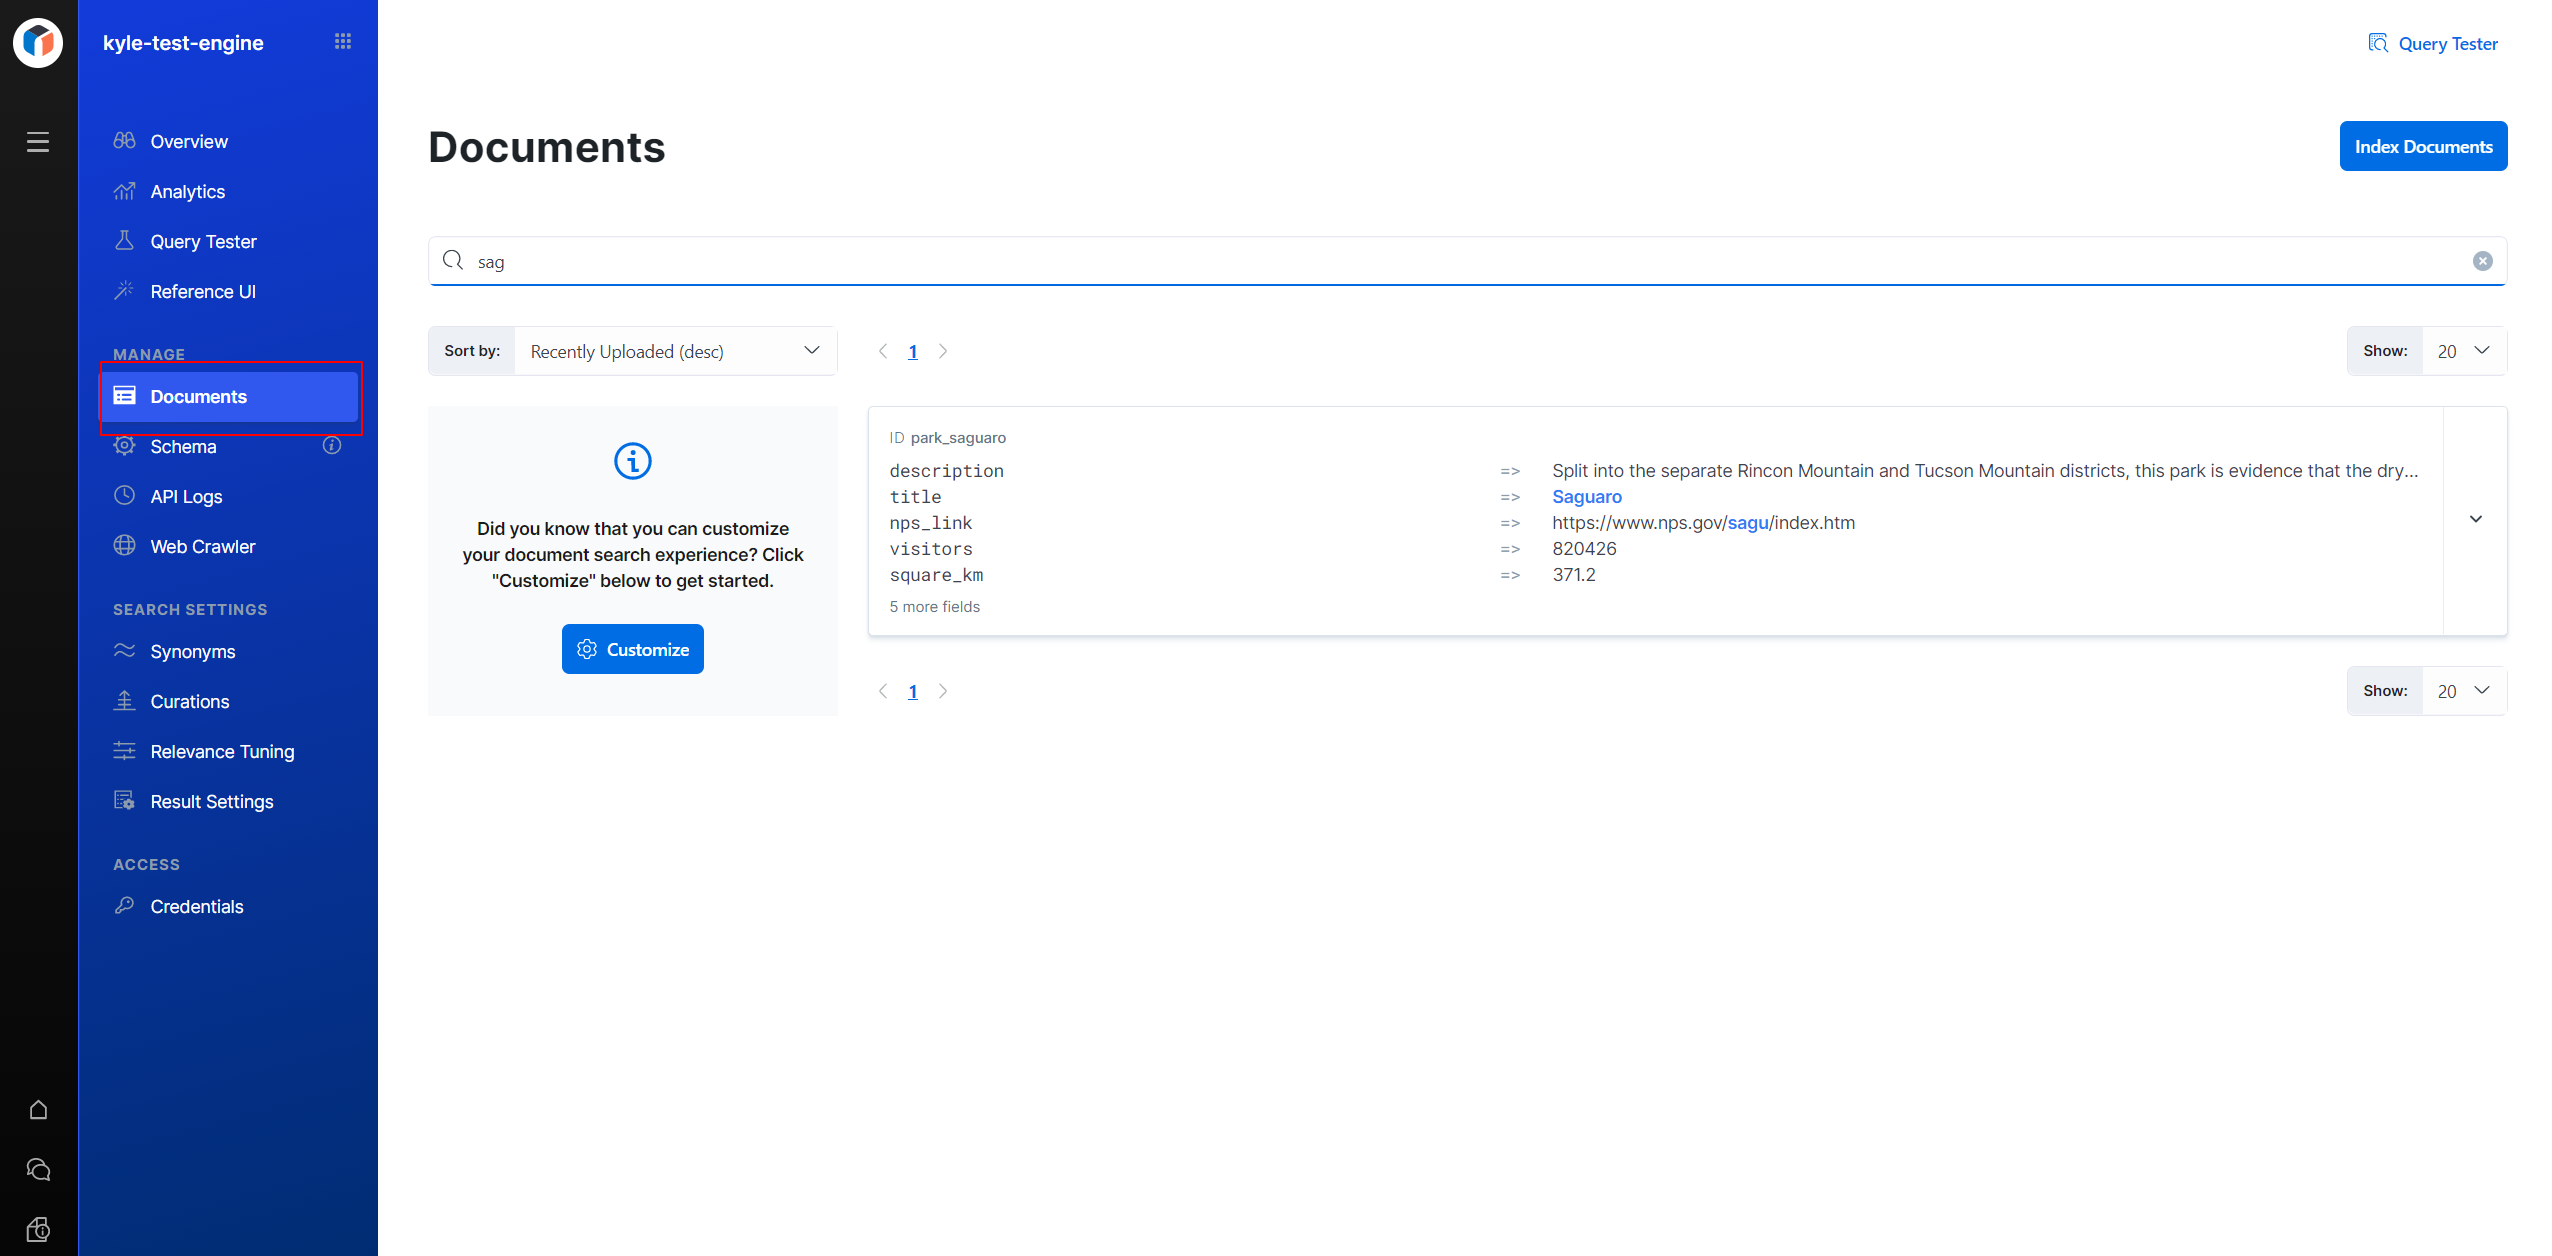 kyle-test-engine
Overview
Analytics
Query Tester
Reference UI
MANAGE
Documents
Schema
API Logs
Web Crawler
SEARCH SETTINGS
Synonyms
Curations
Relevance Tuning
Result Settings
ACCESS
Credentials
Query Tester
Documents
Index Documents
sag
Sort by: Recently Uploaded (desc)
1
Show: 20
Did you know that you can customize
your document search experience? Click
"Customize" below to get started.
Customize
ID park_saguaro
description => Split into the separate Rincon Mountain and Tucson Mountain districts, this park is evidence that the dry...
title => Saguaro
nps_link => https://www.nps.gov/sagu/index.htm
visitors => 820426
square_km => 371.2
5 more fields
1
Show: 20